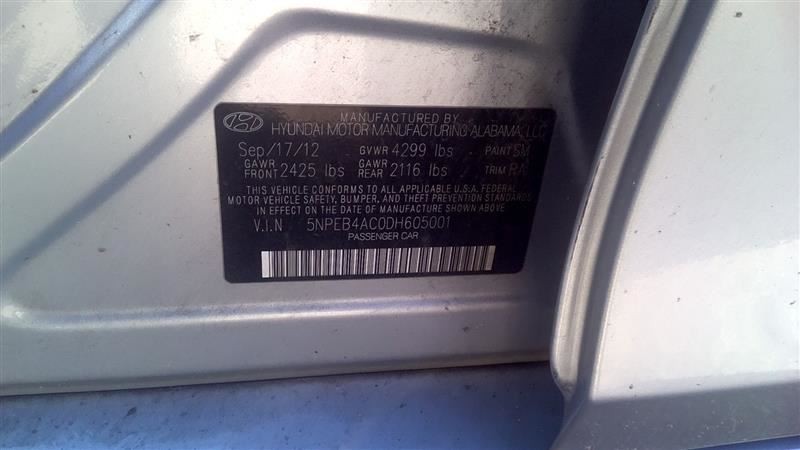 MANUFACTURED BY
HYUNDAI MOTOR MANUFACTURING ALABAMA, LLC
Sep/17/12 GVWR 4299 lbs PAINT SM
GAWR FRONT 2425 lbs GAWR REAR 2116 lbs TRIM RA
THIS VEHICLE CONFORMS TO ALL APPLICABLE U.S.A. FEDERAL
MOTOR VEHICLE SAFETY, BUMPER, AND THEFT PREVENTION STANDARDS
IN EFFECT ON THE DATE OF MANUFACTURE SHOWN ABOVE
V.I.N 5NPEB4AC0DH605001
PASSENGER CAR